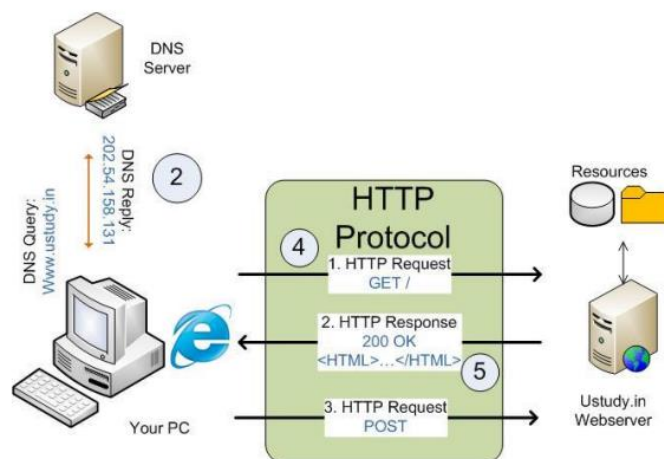 DNS
Server
DNS Query:
Www.ustudy.in
DNS Reply:
202.54.158.131
2
HTTP
Protocol
4
1. HTTP Request
GET /
2. HTTP Response
200 OK
<HTML>...</HTML>
5
3. HTTP Request
POST
Your PC
Resources
Ustudy.in
Webserver